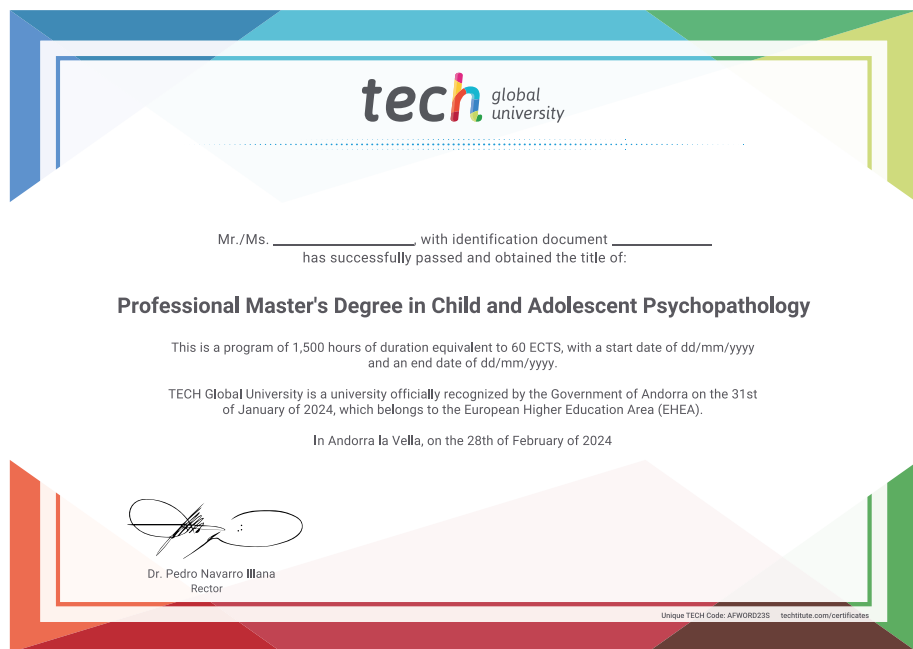 tech global university
Mr./Ms. ____________, with identification document ____________
has successfully passed and obtained the title of:
Professional Master's Degree in Child and Adolescent Psychopathology
This is a program of 1,500 hours of duration equivalent to 60 ECTS, with a start date of dd/mm/yyyy
and an end date of dd/mm/yyyy.
TECH Global University is a university officially recognized by the Government of Andorra on the 31st
of January of 2024, which belongs to the European Higher Education Area (EHEA).
In Andorra la Vella, on the 28th of February of 2024
Dr. Pedro Navarro Illana
Rector
Unique TECH Code: AFWORD23S techtitute.com/certificates